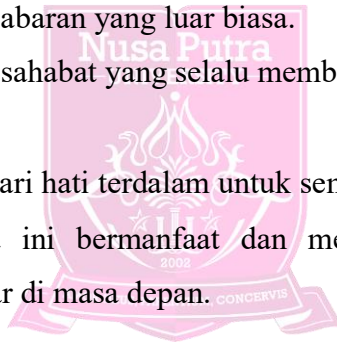 abaran yang luar biasa.
Nusa Putra
sahabat yang selalu memb
ari hati terdalam untuk sem
ini bermanfaat dan me
2002
r di masa depan.
CONCERVIS